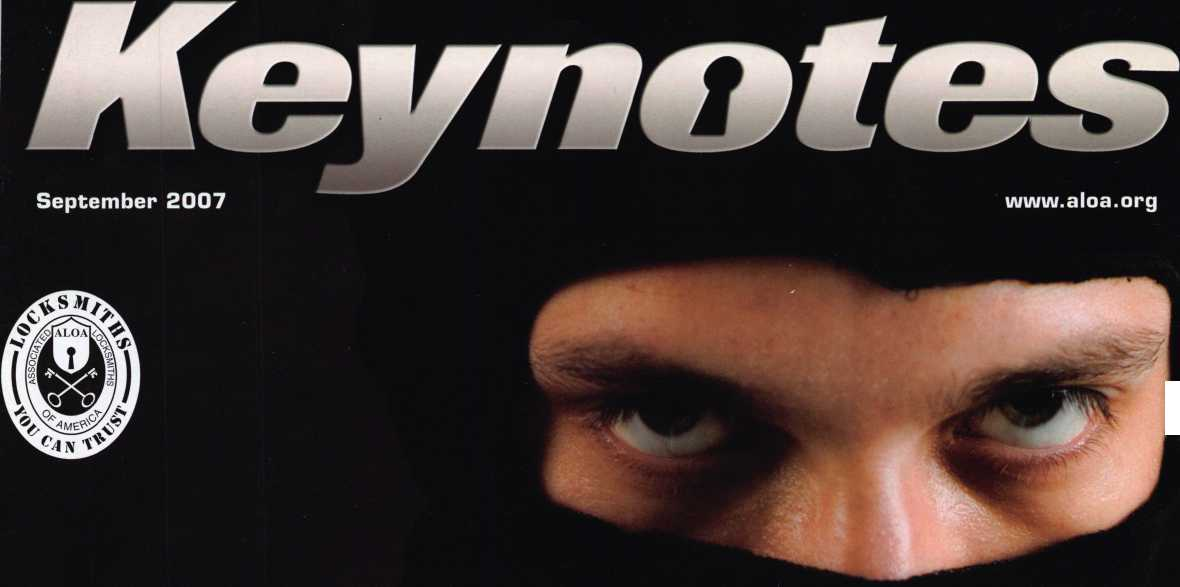 Keynotes
September 2007
www.aloa.org
LOCKSMITHS
ASSOCIATED LOCKSMITHS
ALOA
OF AMERICA
YOU CAN TRUST